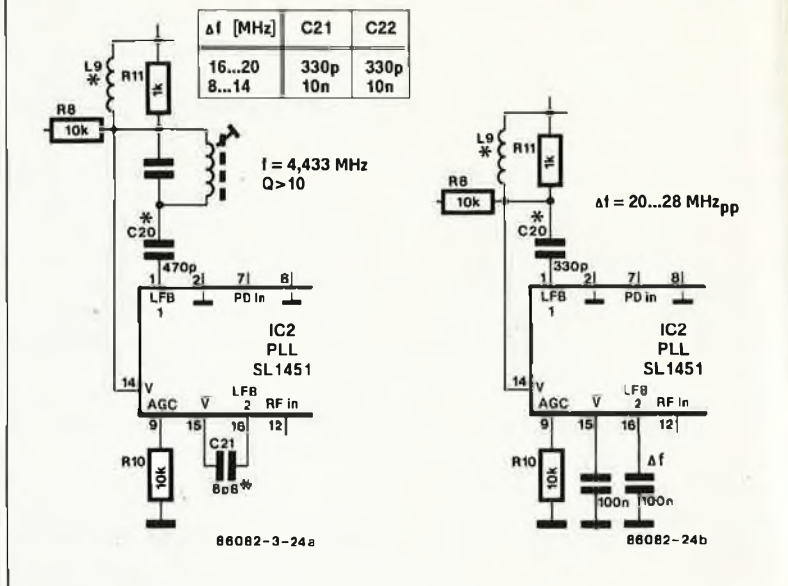 Δf [MHz] C21 C22
16...20 330p 330p
8...14 10n 10n
L9
*
R11
1k
R8
10k
f = 4,433 MHz
Q>10
*
C20
470p
1 2 7 6
LFB
1
PD In
IC2
PLL
SL1451
14 V
AGC V̅ LFB
2 RF in
9 15 16 12
R10
10k
C21
8p8*
86082-3-24a
L9
*
R11
1k
R8
10k
Δf = 20...28 MHzpp
*
C20
330p
1 2 7 8
LFB
1
PD in
IC2
PLL
SL1451
14 V
AGC V̅ LFB
2 RF In
9 15 16 12
R10
10k
Δf
100n 100n
86082-24b